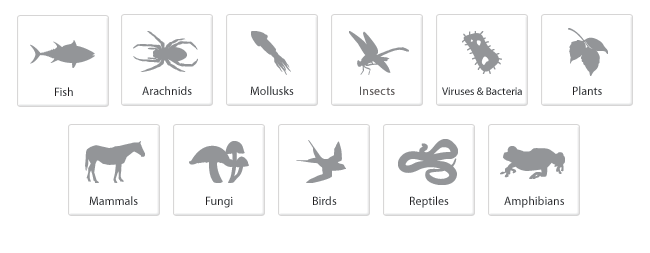 Fish
Arachnids
Mollusks
Insects
Viruses & Bacteria
Plants
Mammals
Fungi
Birds
Reptiles
Amphibians